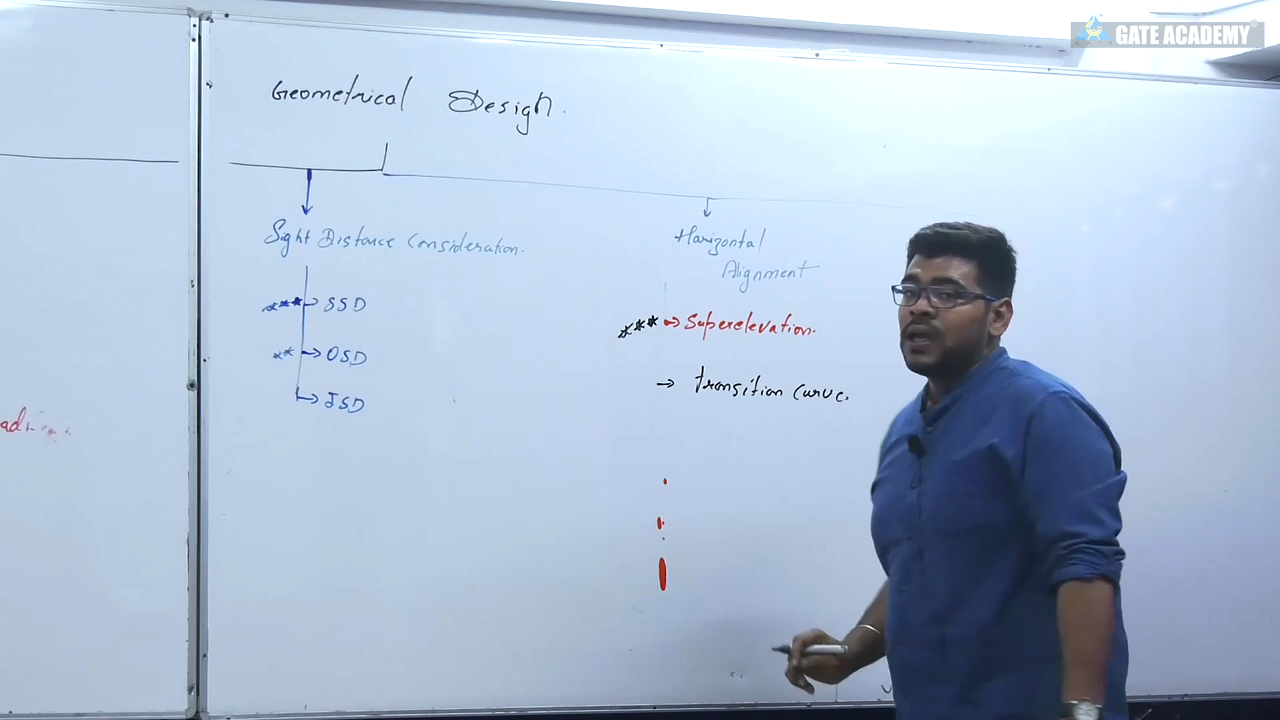 GATE ACADEMY®
Geometrical Design.
Sight Distance Consideration.
*** → SSD
** → OSD
→ ISD
Horizontal
Alignment
*** → Superelevation.
→ transition curve.